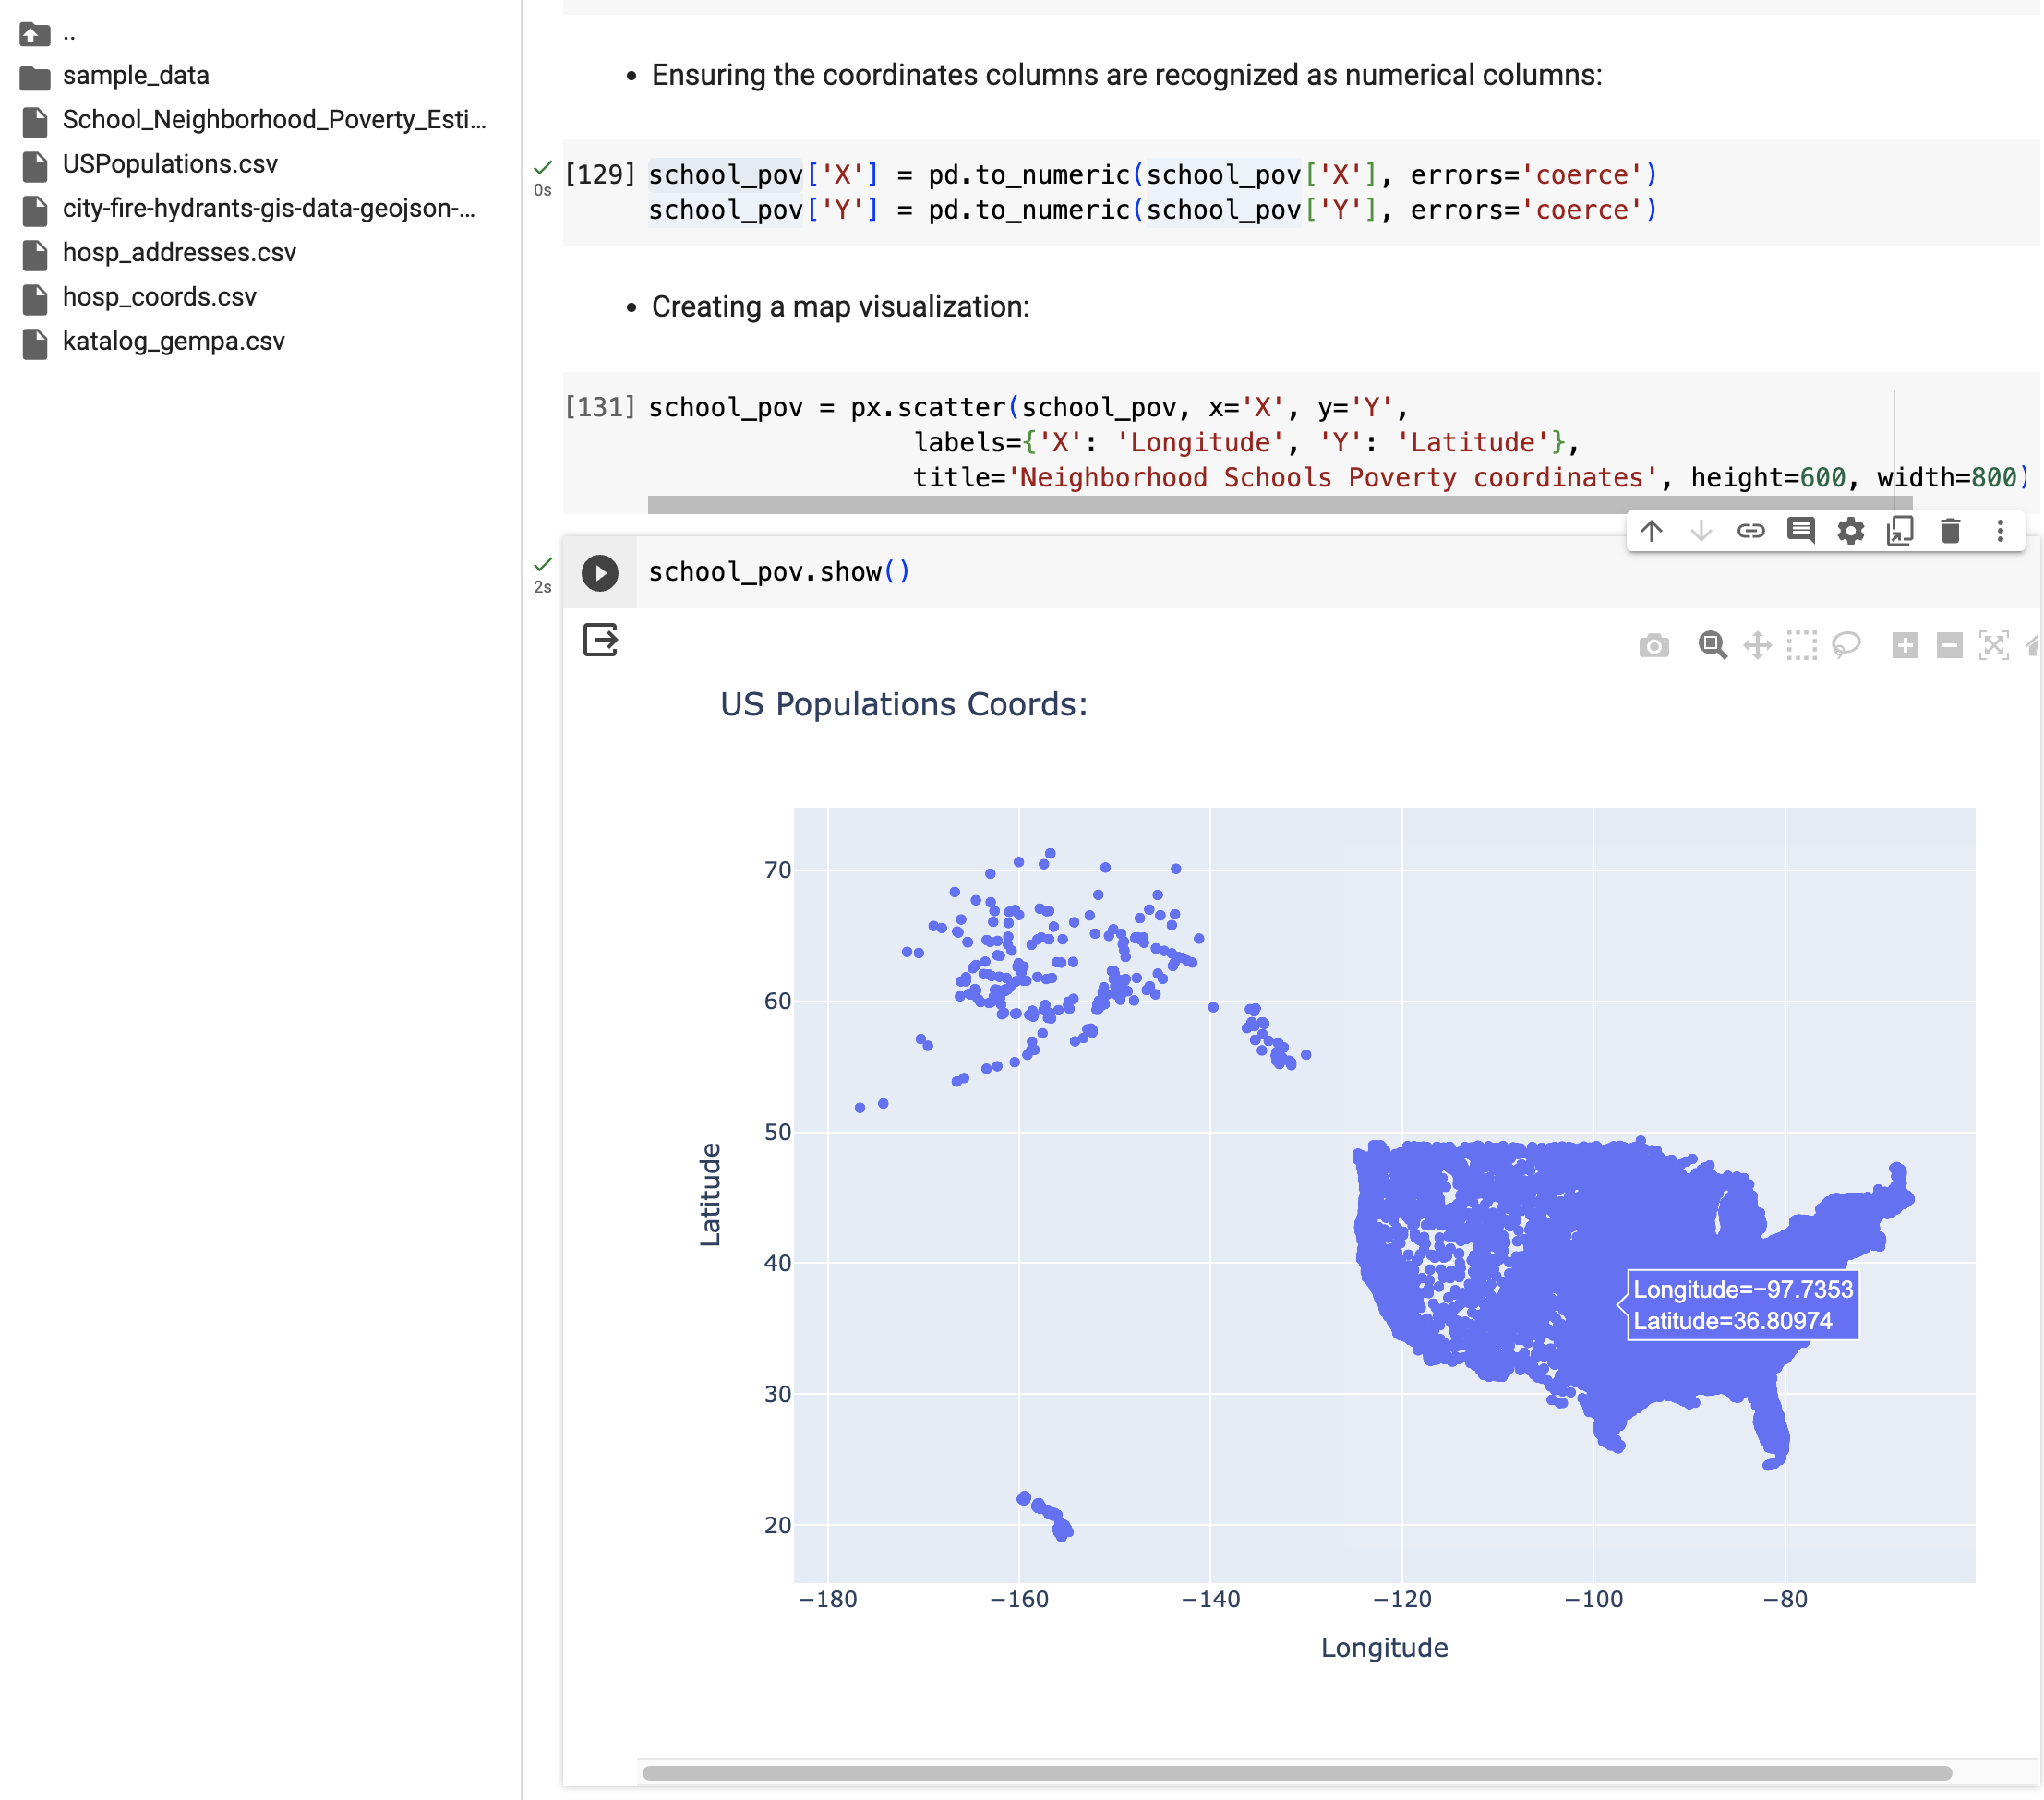 ..
sample_data
School_Neighborhood_Poverty_Esti...
USPopulations.csv
city-fire-hydrants-gis-data-geojson-...
hosp_addresses.csv
hosp_coords.csv
katalog_gempa.csv
• Ensuring the coordinates columns are recognized as numerical columns:
0s
[129] school_pov['X'] = pd.to_numeric(school_pov['X'], errors='coerce')
school_pov['Y'] = pd.to_numeric(school_pov['Y'], errors='coerce')
• Creating a map visualization:
[131] school_pov = px.scatter(school_pov, x='X', y='Y',
labels={'X': 'Longitude', 'Y': 'Latitude'},
title='Neighborhood Schools Poverty coordinates', height=600, width=800)
2s
school_pov.show()
US Populations Coords:
70
60
50
40
30
20
Latitude
Longitude=−97.7353
Latitude=36.80974
−180
−160
−140
−120
−100
−80
Longitude